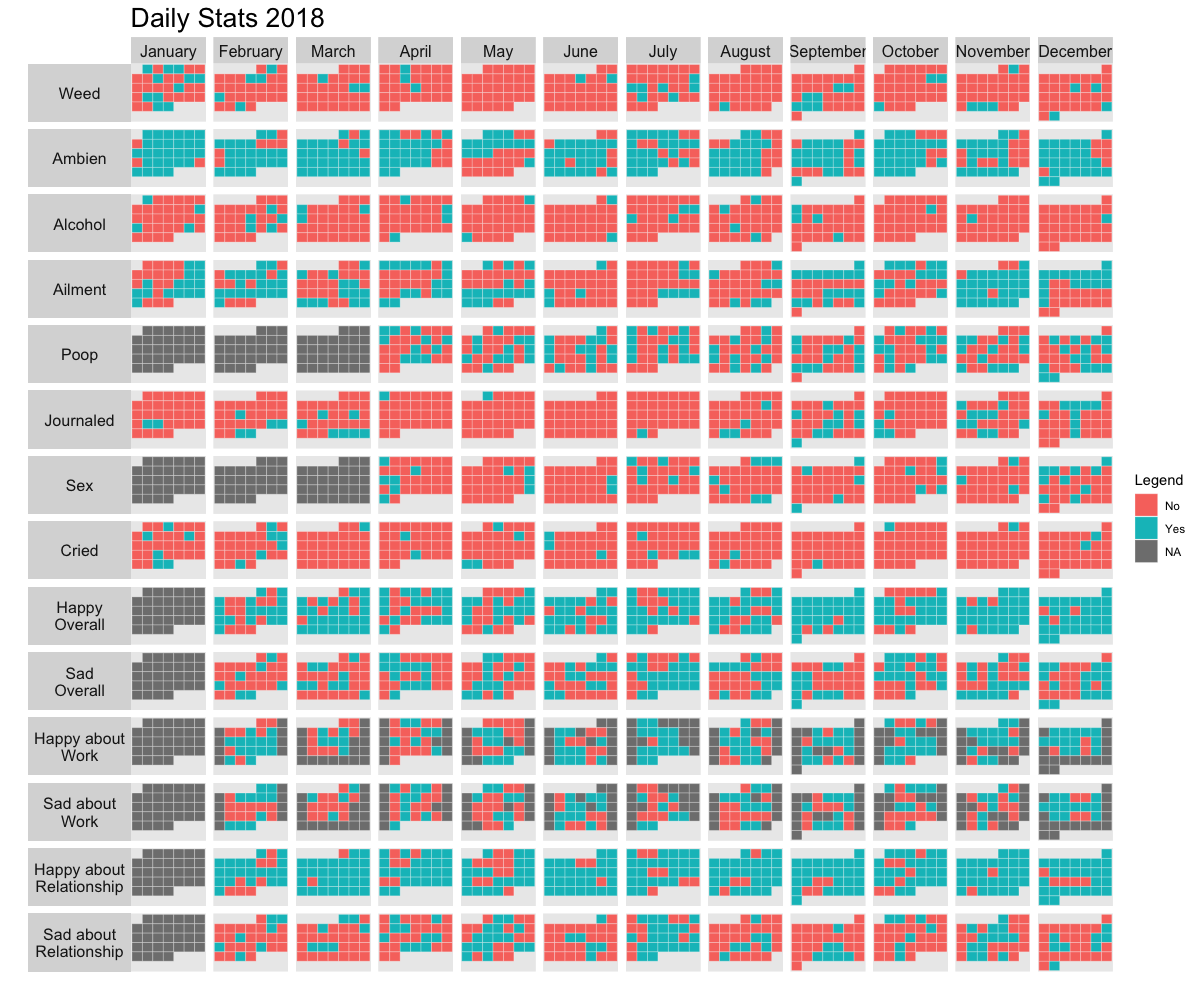 Daily Stats 2018
January February March April May June July August September October November December
Weed
Ambien
Alcohol
Ailment
Poop
Journaled
Sex
Cried
Happy
Overall
Sad
Overall
Happy about
Work
Sad about
Work
Happy about
Relationship
Sad about
Relationship
Legend
No
Yes
NA